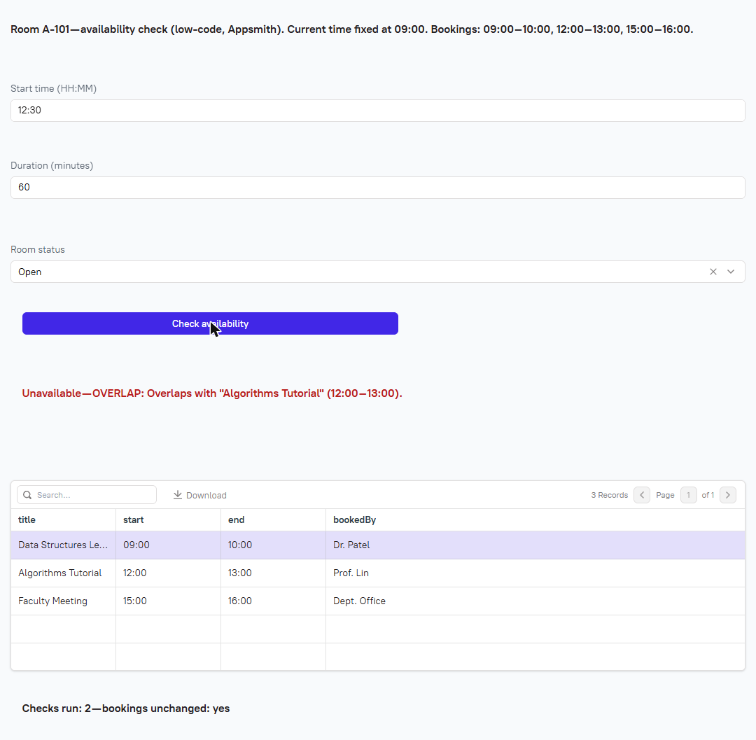 Room A-101—availability check (low-code, Appsmith). Current time fixed at 09:00. Bookings: 09:00–10:00, 12:00–13:00, 15:00–16:00.
Start time (HH:MM)
12:30
Duration (minutes)
60
Room status
Open
Check availability
Unavailable—OVERLAP: Overlaps with "Algorithms Tutorial" (12:00–13:00).
Search... Download 3 Records Page 1 of 1
title start end bookedBy
Data Structures Le... 09:00 10:00 Dr. Patel
Algorithms Tutorial 12:00 13:00 Prof. Lin
Faculty Meeting 15:00 16:00 Dept. Office
Checks run: 2—bookings unchanged: yes